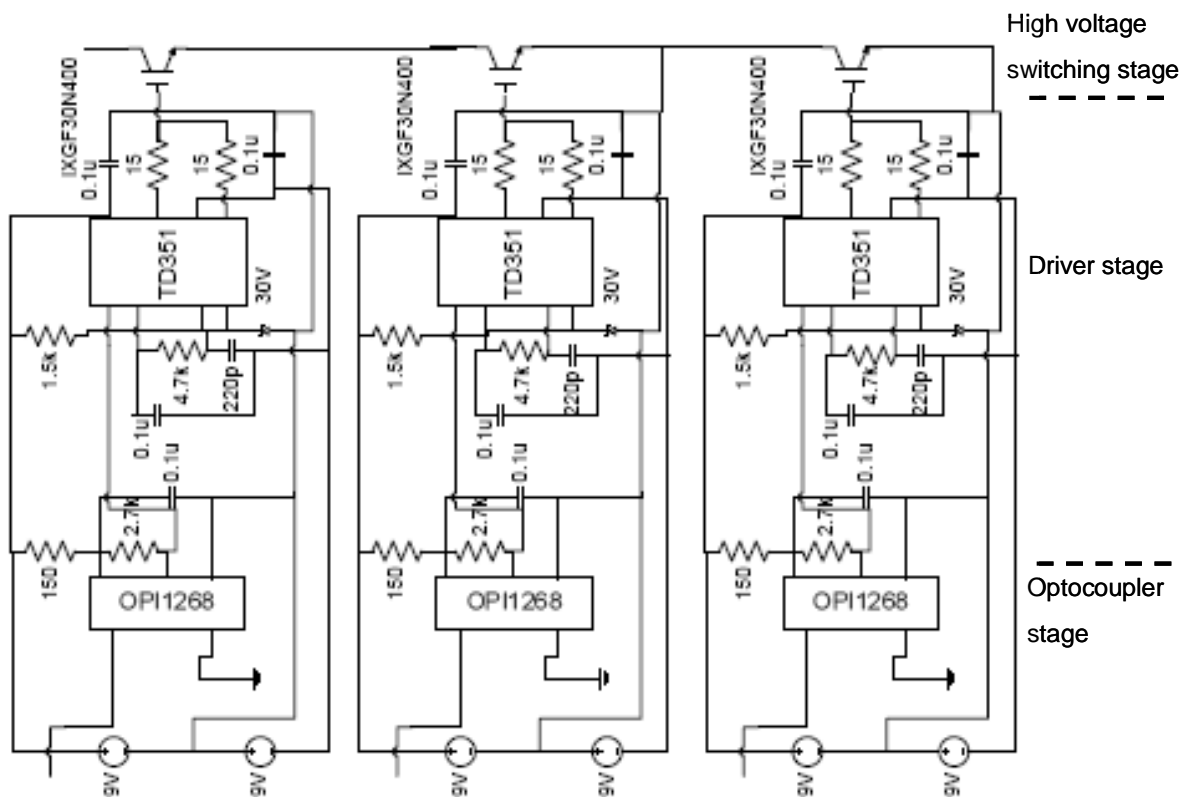 High voltage
switching stage
IXGF30N400
0.1u
15
15
0.1u
IXGF30N400
0.1u
15
15
0.1u
IXGF30N400
0.1u
15
15
0.1u
TD351
30V
TD351
30V
TD351
30V
Driver stage
1.5k
4.7k
220p
0.1u
0.1u
1.5k
4.7k
220p
0.1u
0.1u
1.5k
4.7k
220p
0.1u
0.1u
150
2.7k
150
2.7k
150
2.7k
OPI1268
OPI1268
OPI1268
Optocoupler
stage
9V
9V
9V
9V
9V
9V